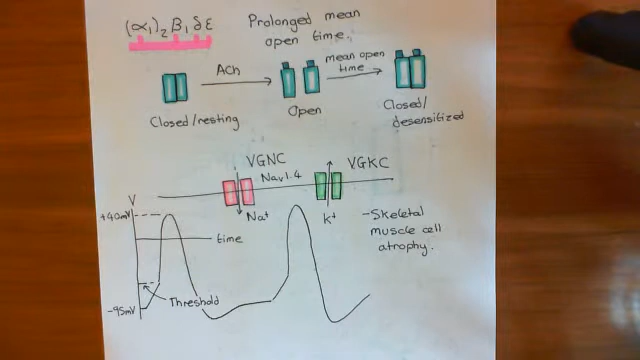 (α₁)₂ β₁ δ ε
Prolonged mean
open time.
ACh
mean open
time
Closed/resting
Open
Closed/
desensitized
VGNC
Nav1.4
VGKC
V
+40mV
Na⁺
K⁺
-Skeletal
muscle cell
atrophy.
time
Threshold
-95mV